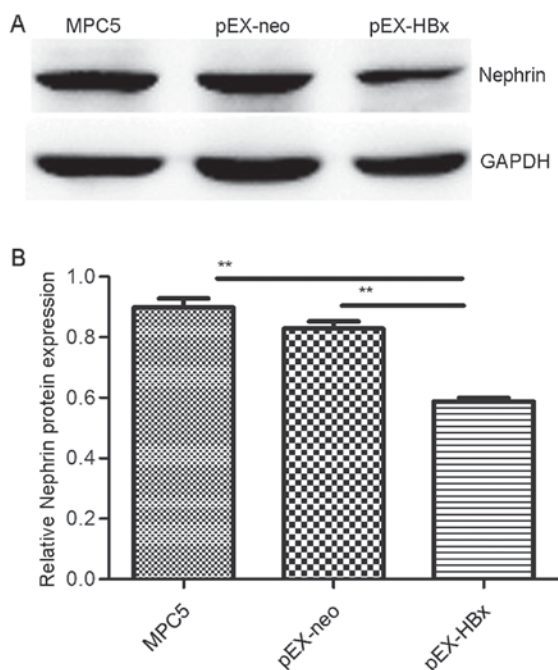 A
MPC5 pEX-neo pEX-HBx
Nephrin
GAPDH
B
Relative Nephrin protein expression
**
**
1.0
0.8
0.6
0.4
0.2
0.0
MPC5 pEX-neo pEX-HBx